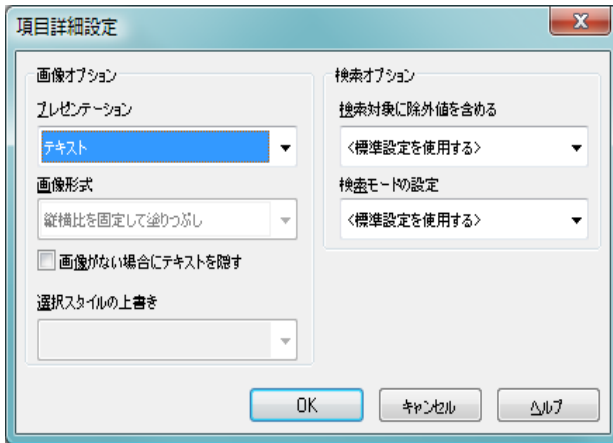 項目詳細設定
画像オプション
プレゼンテーション
テキスト
画像形式
縦横比を固定して塗りつぶし
画像がない場合にテキストを隠す
選択スタイルの上書き
検索オプション
検索対象に除外値を含める
<標準設定を使用する>
検索モードの設定
<標準設定を使用する>
OK
キャンセル
ヘルプ